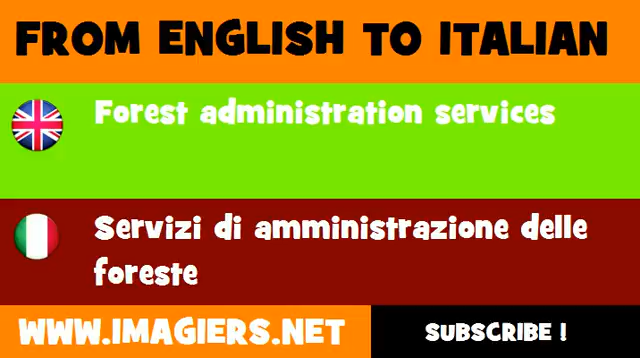 FROM ENGLISH TO ITALIAN
Forest administration services
Servizi di amministrazione delle
foreste
WWW.IMAGIERS.NET
SUBSCRIBE !